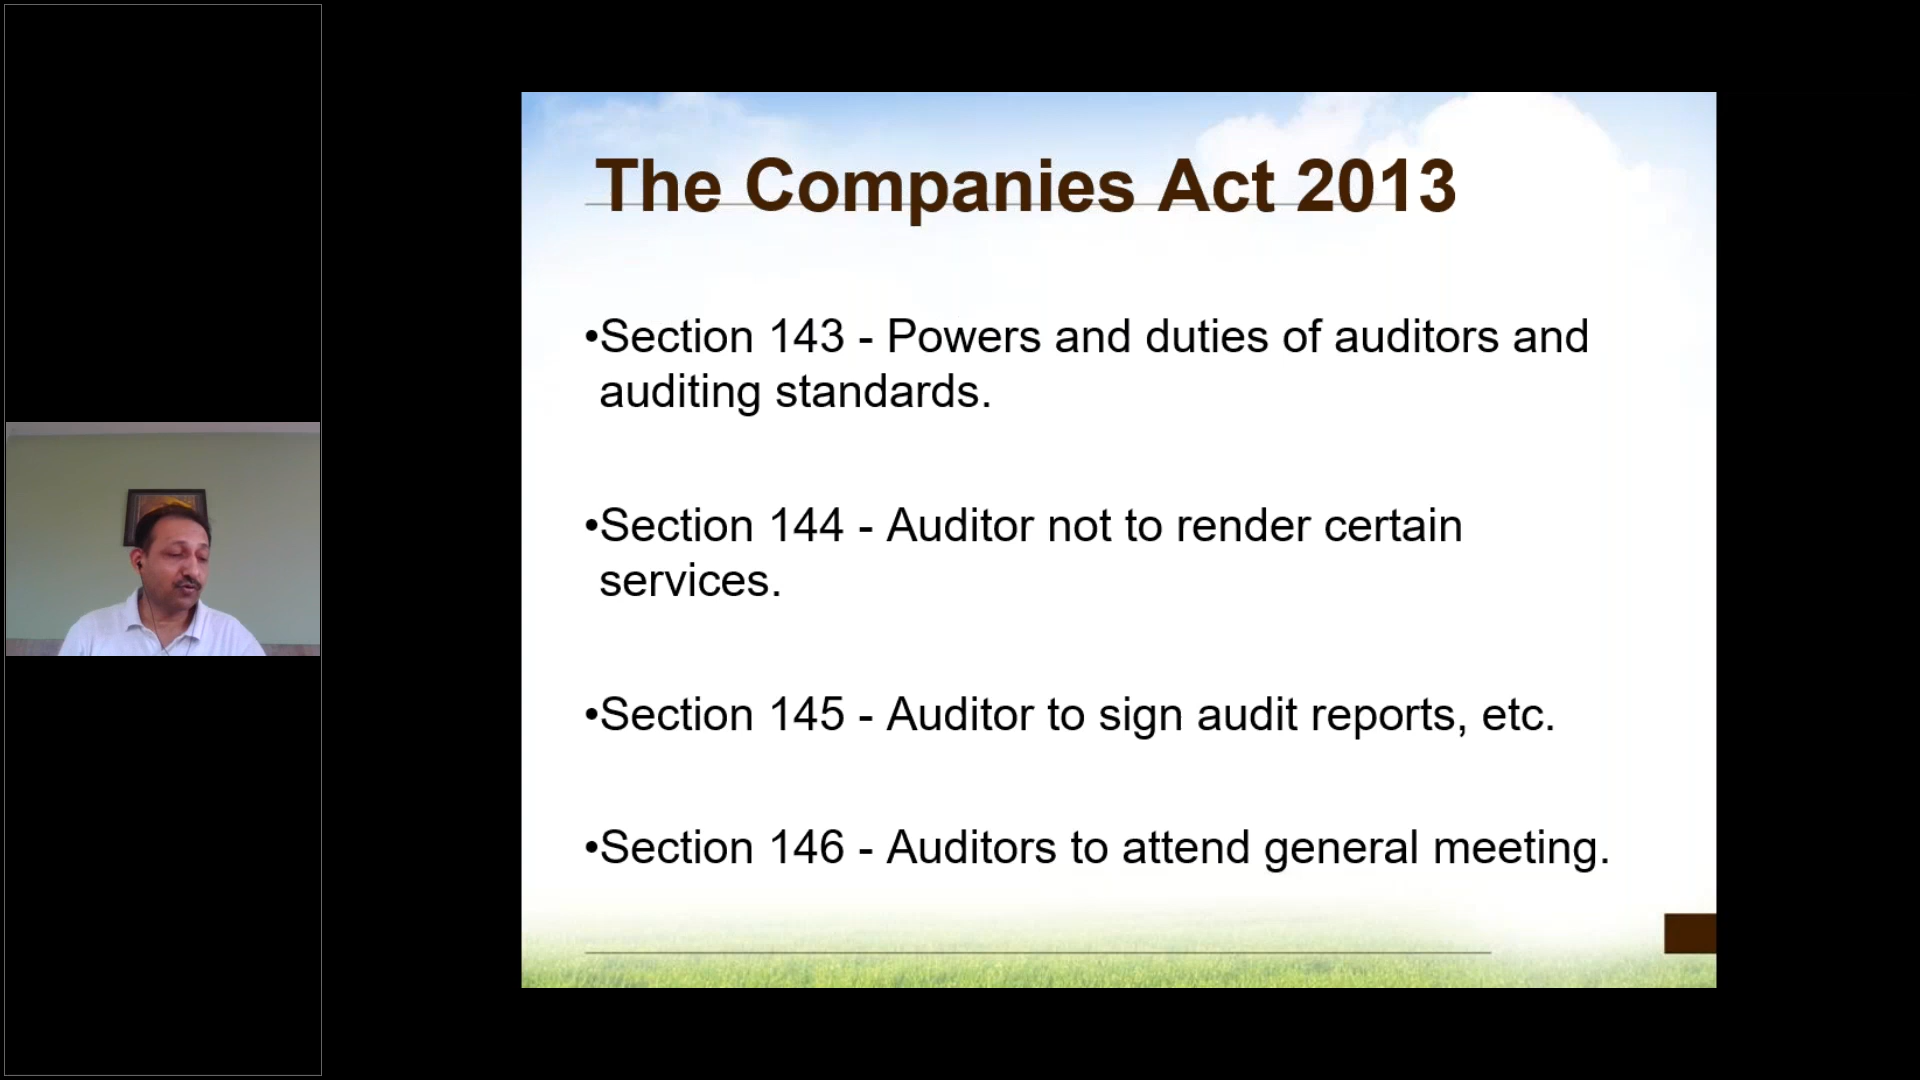 The Companies Act 2013
•Section 143 - Powers and duties of auditors and
auditing standards.
•Section 144 - Auditor not to render certain
services.
•Section 145 - Auditor to sign audit reports, etc.
•Section 146 - Auditors to attend general meeting.